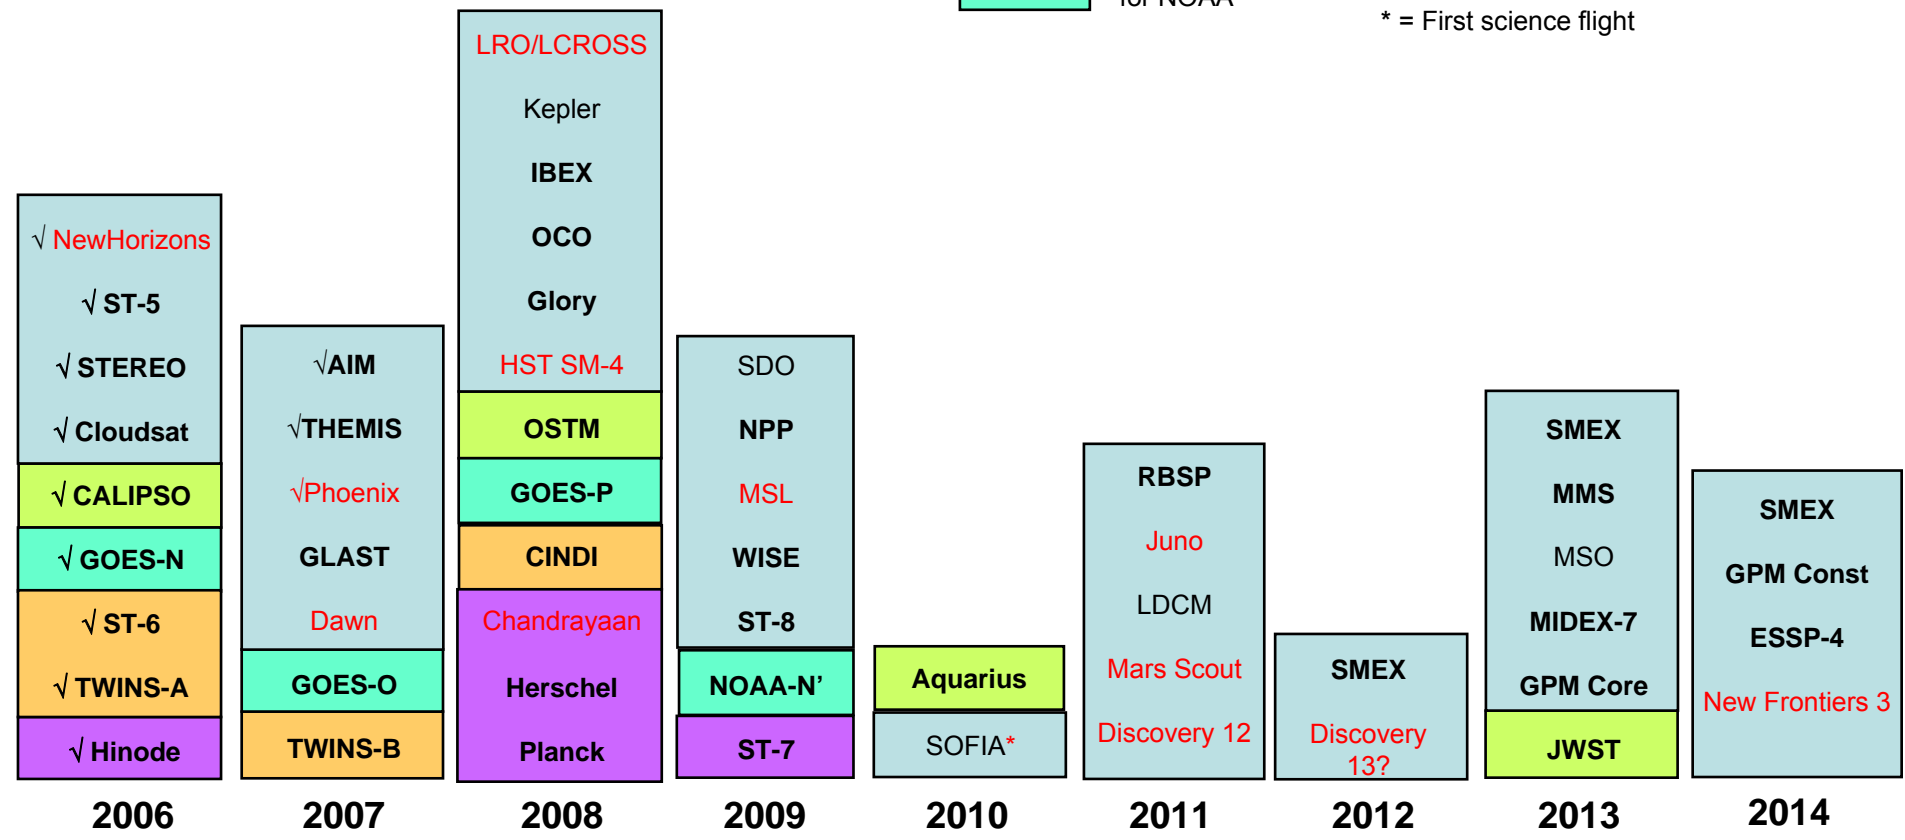 for NOAA
* = First science flight
√ NewHorizons
√ ST-5
√ STEREO
√ Cloudsat
√ CALIPSO
√ GOES-N
√ ST-6
√ TWINS-A
√ Hinode
2006
√AIM
√THEMIS
√Phoenix
GLAST
Dawn
GOES-O
TWINS-B
2007
LRO/LCROSS
Kepler
IBEX
OCO
Glory
HST SM-4
OSTM
GOES-P
CINDI
Chandrayaan
Herschel
Planck
2008
SDO
NPP
MSL
WISE
ST-8
NOAA-N’
ST-7
2009
Aquarius
SOFIA*
2010
RBSP
Juno
LDCM
Mars Scout
Discovery 12
2011
SMEX
Discovery
13?
2012
SMEX
MMS
MSO
MIDEX-7
GPM Core
JWST
2013
SMEX
GPM Const
ESSP-4
New Frontiers 3
2014